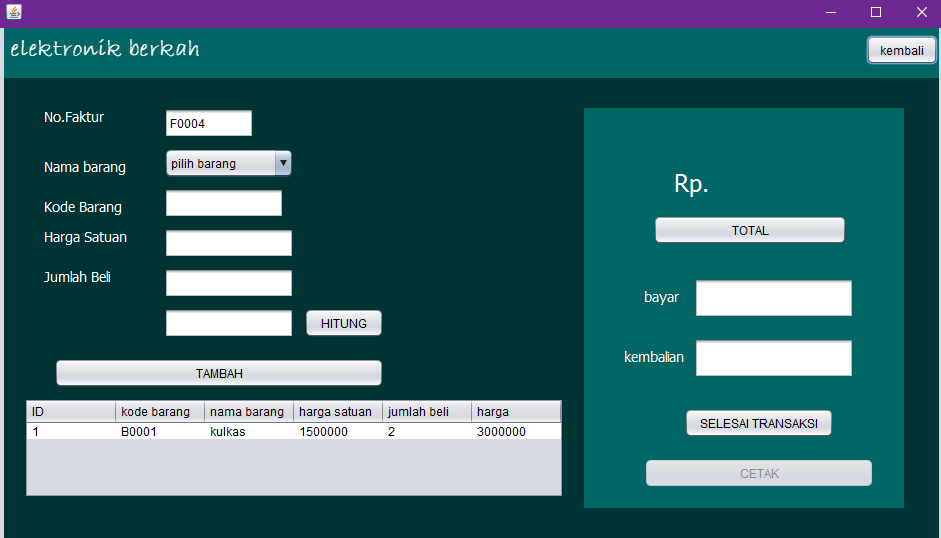 elektronik berkah
kembali
No.Faktur
F0004
Nama barang
pilih barang
Kode Barang
Harga Satuan
Jumlah Beli
HITUNG
TAMBAH
ID kode barang nama barang harga satuan jumlah beli harga
1 B0001 kulkas 1500000 2 3000000
Rp.
TOTAL
bayar
kembalian
SELESAI TRANSAKSI
CETAK